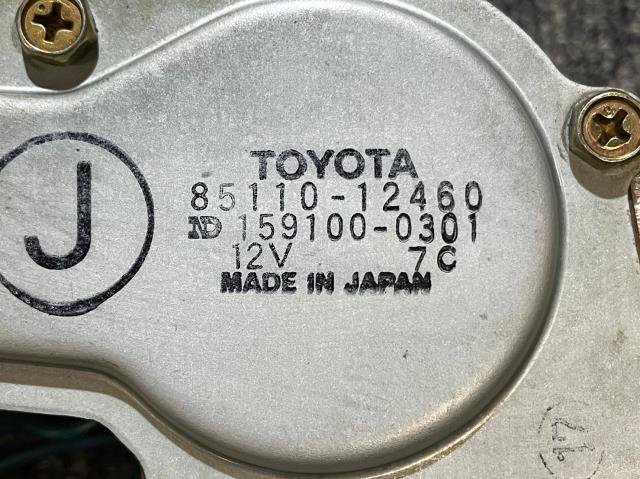 J
TOYOTA
85110-12460
ND 159100-0301
12V 7C
MADE IN JAPAN